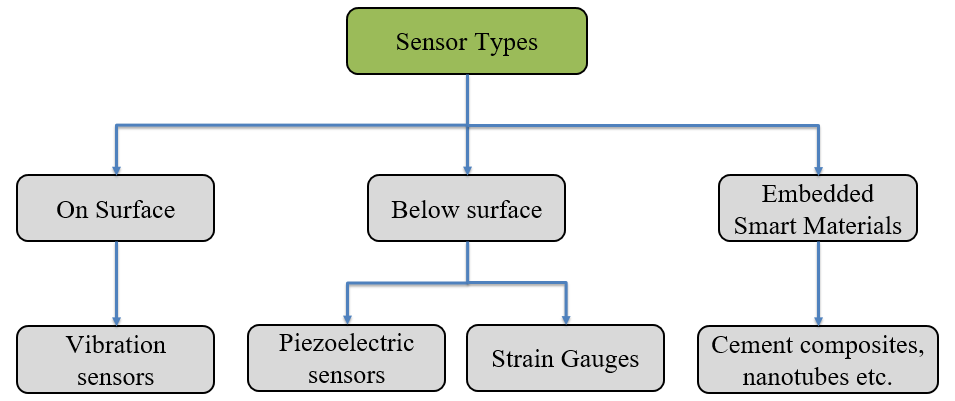 Sensor Types
On Surface
Below surface
Embedded
Smart Materials
Vibration
sensors
Piezoelectric
sensors
Strain Gauges
Cement composites,
nanotubes etc.